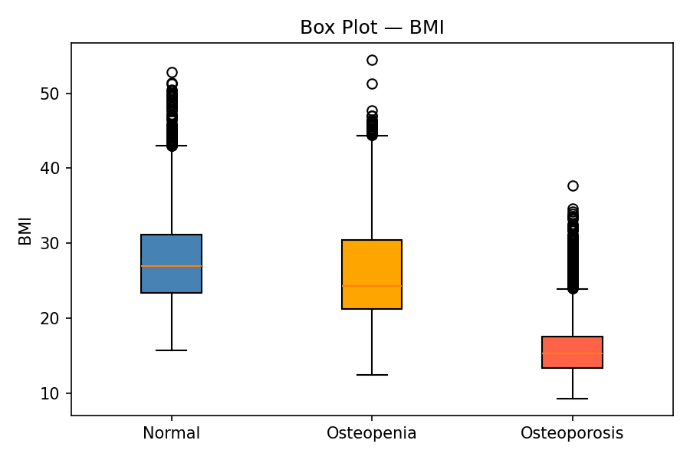 Box Plot — BMI
BMI
50
40
30
20
10
Normal
Osteopenia
Osteoporosis